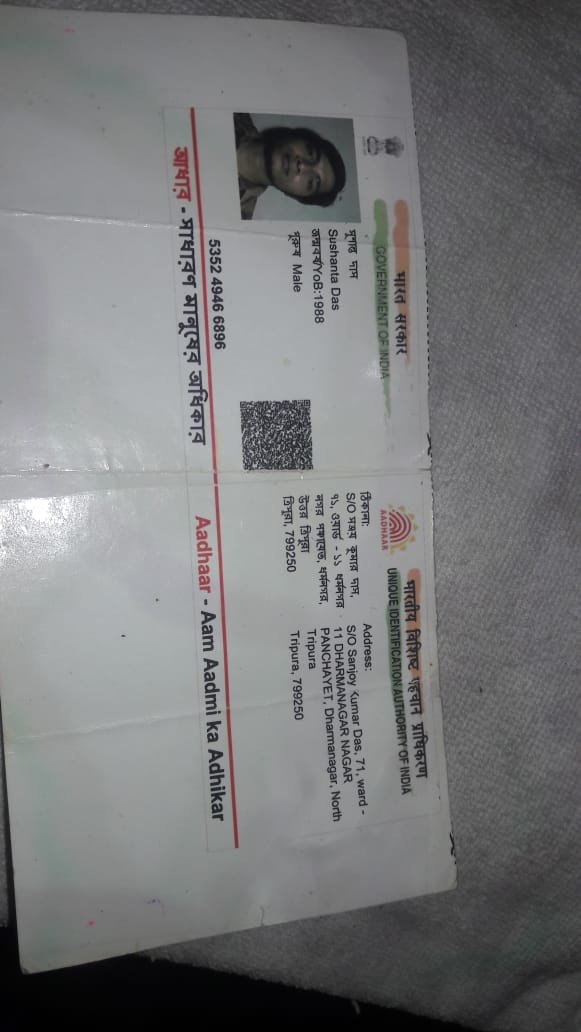 भारत सरकार
GOVERNMENT OF INDIA
সুশান্ত দাস
Sushanta Das
জন্মবর্ষ/YoB:1988
পুরুষ Male
5352 4946 6896
আধার - সাধারণ মানুষের অধিকার
भारतीय विशिष्ट पहचान प्राधिकरण
UNIQUE IDENTIFICATION AUTHORITY OF INDIA
AADHAAR
ঠিকানা:
S/O সঞ্জয় কুমার দাস,
৭১, ওয়ার্ড - ১১ ধর্মনগর
নগর পঞ্চায়েত, ধর্মনগর,
উত্তর ত্রিপুরা
ত্রিপুরা, 799250
Address:
S/O Sanjoy Kumar Das, 71, ward -
11 DHARMANAGAR NAGAR
PANCHAYET, Dharmanagar, North
Tripura
Tripura, 799250
Aadhaar - Aam Aadmi ka Adhikar